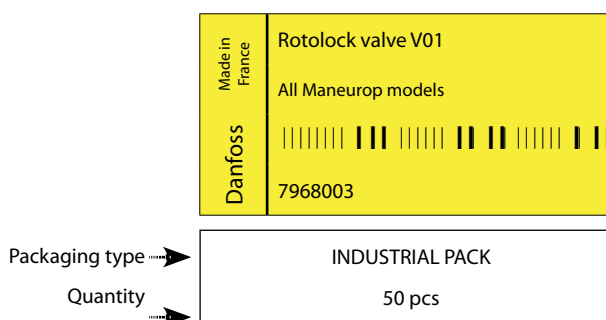 Made in
France
Danfoss
Rotolock valve V01
All Maneurop models
7968003
Packaging type
INDUSTRIAL PACK
Quantity
50 pcs